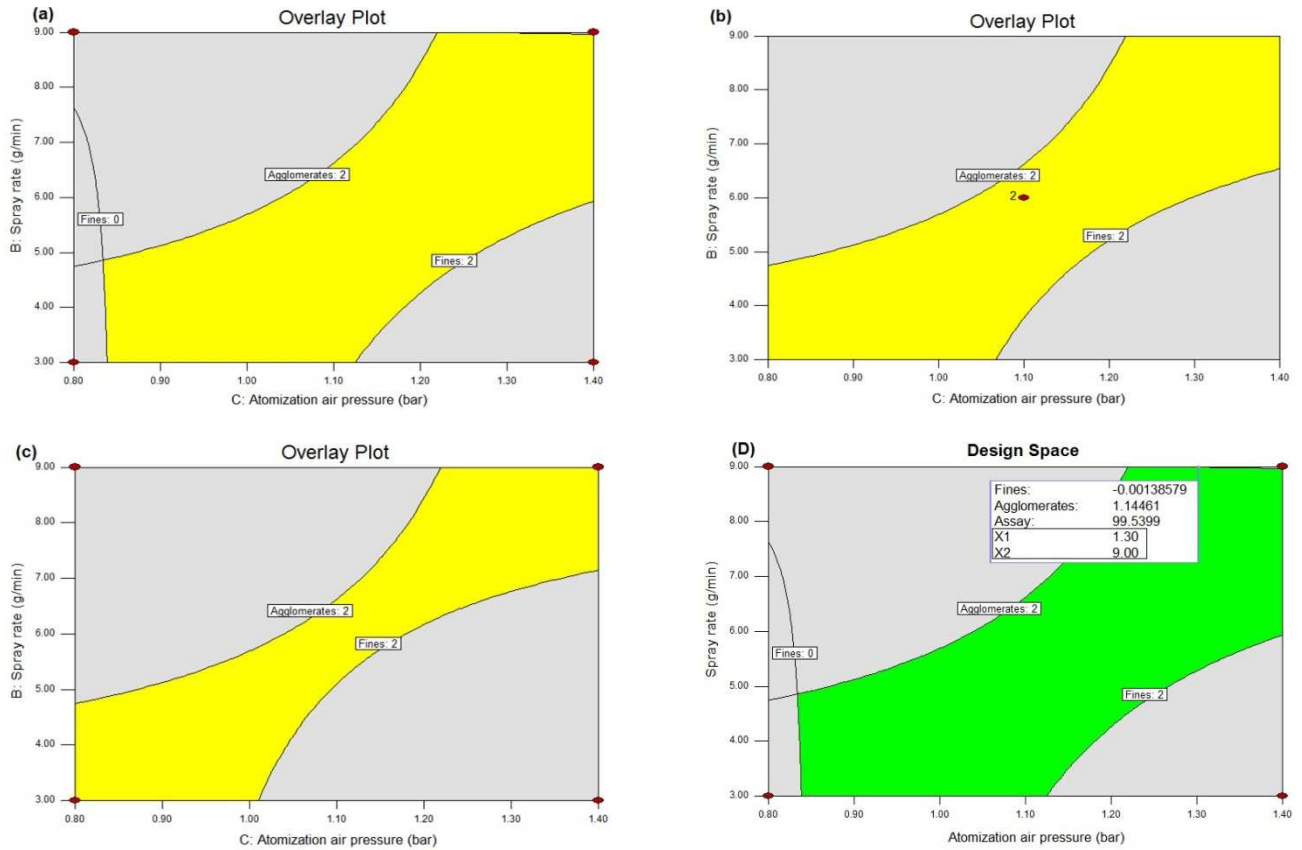 (a)
Overlay Plot
9.00
8.00
7.00
6.00
5.00
4.00
3.00
B: Spray rate (g/min)
Agglomerates: 2
Fines: 0
Fines: 2
0.80 0.90 1.00 1.10 1.20 1.30 1.40
C: Atomization air pressure (bar)
(b)
Overlay Plot
9.00
8.00
7.00
6.00
5.00
4.00
3.00
B: Spray rate (g/min)
Agglomerates: 2
2
Fines: 2
0.80 0.90 1.00 1.10 1.20 1.30 1.40
C: Atomization air pressure (bar)
(c)
Overlay Plot
9.00
8.00
7.00
6.00
5.00
4.00
3.00
B: Spray rate (g/min)
Agglomerates: 2
Fines: 2
0.80 0.90 1.00 1.10 1.20 1.30 1.40
C: Atomization air pressure (bar)
(D)
Design Space
9.00
8.00
7.00
6.00
5.00
4.00
3.00
Spray rate (g/min)
Fines: -0.00138579
Agglomerates: 1.14461
Assay: 99.5399
X1 1.30
X2 9.00
Agglomerates: 2
Fines: 0
Fines: 2
0.80 0.90 1.00 1.10 1.20 1.30 1.40
Atomization air pressure (bar)